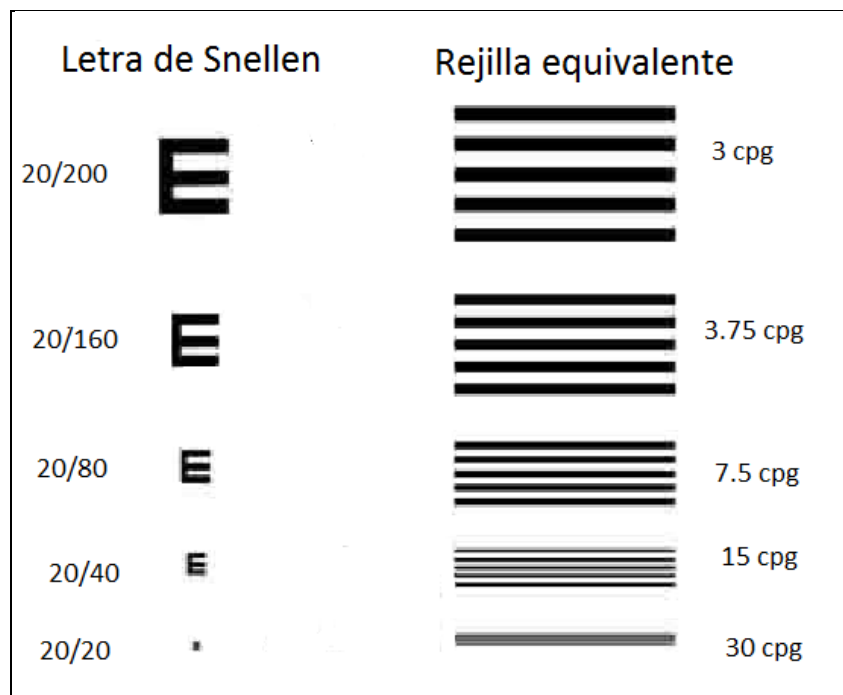 Letra de Snellen Rejilla equivalente
20/200 E 3 cpg
20/160 E 3.75 cpg
20/80 E 7.5 cpg
20/40 E 15 cpg
20/20 30 cpg